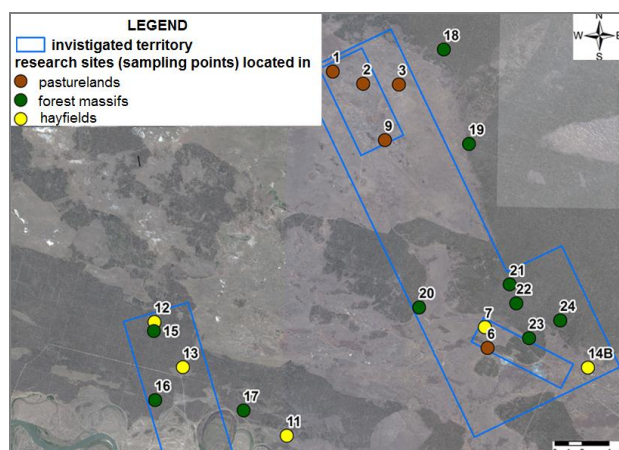 LEGEND
invistigated territory
research sites (sampling points) located in
pasturelands
forest massifs
hayfields
N
W E
S
18
1
2
3
19
9
21
22
20
24
12
7
15
23
6
13
14B
16
17
11